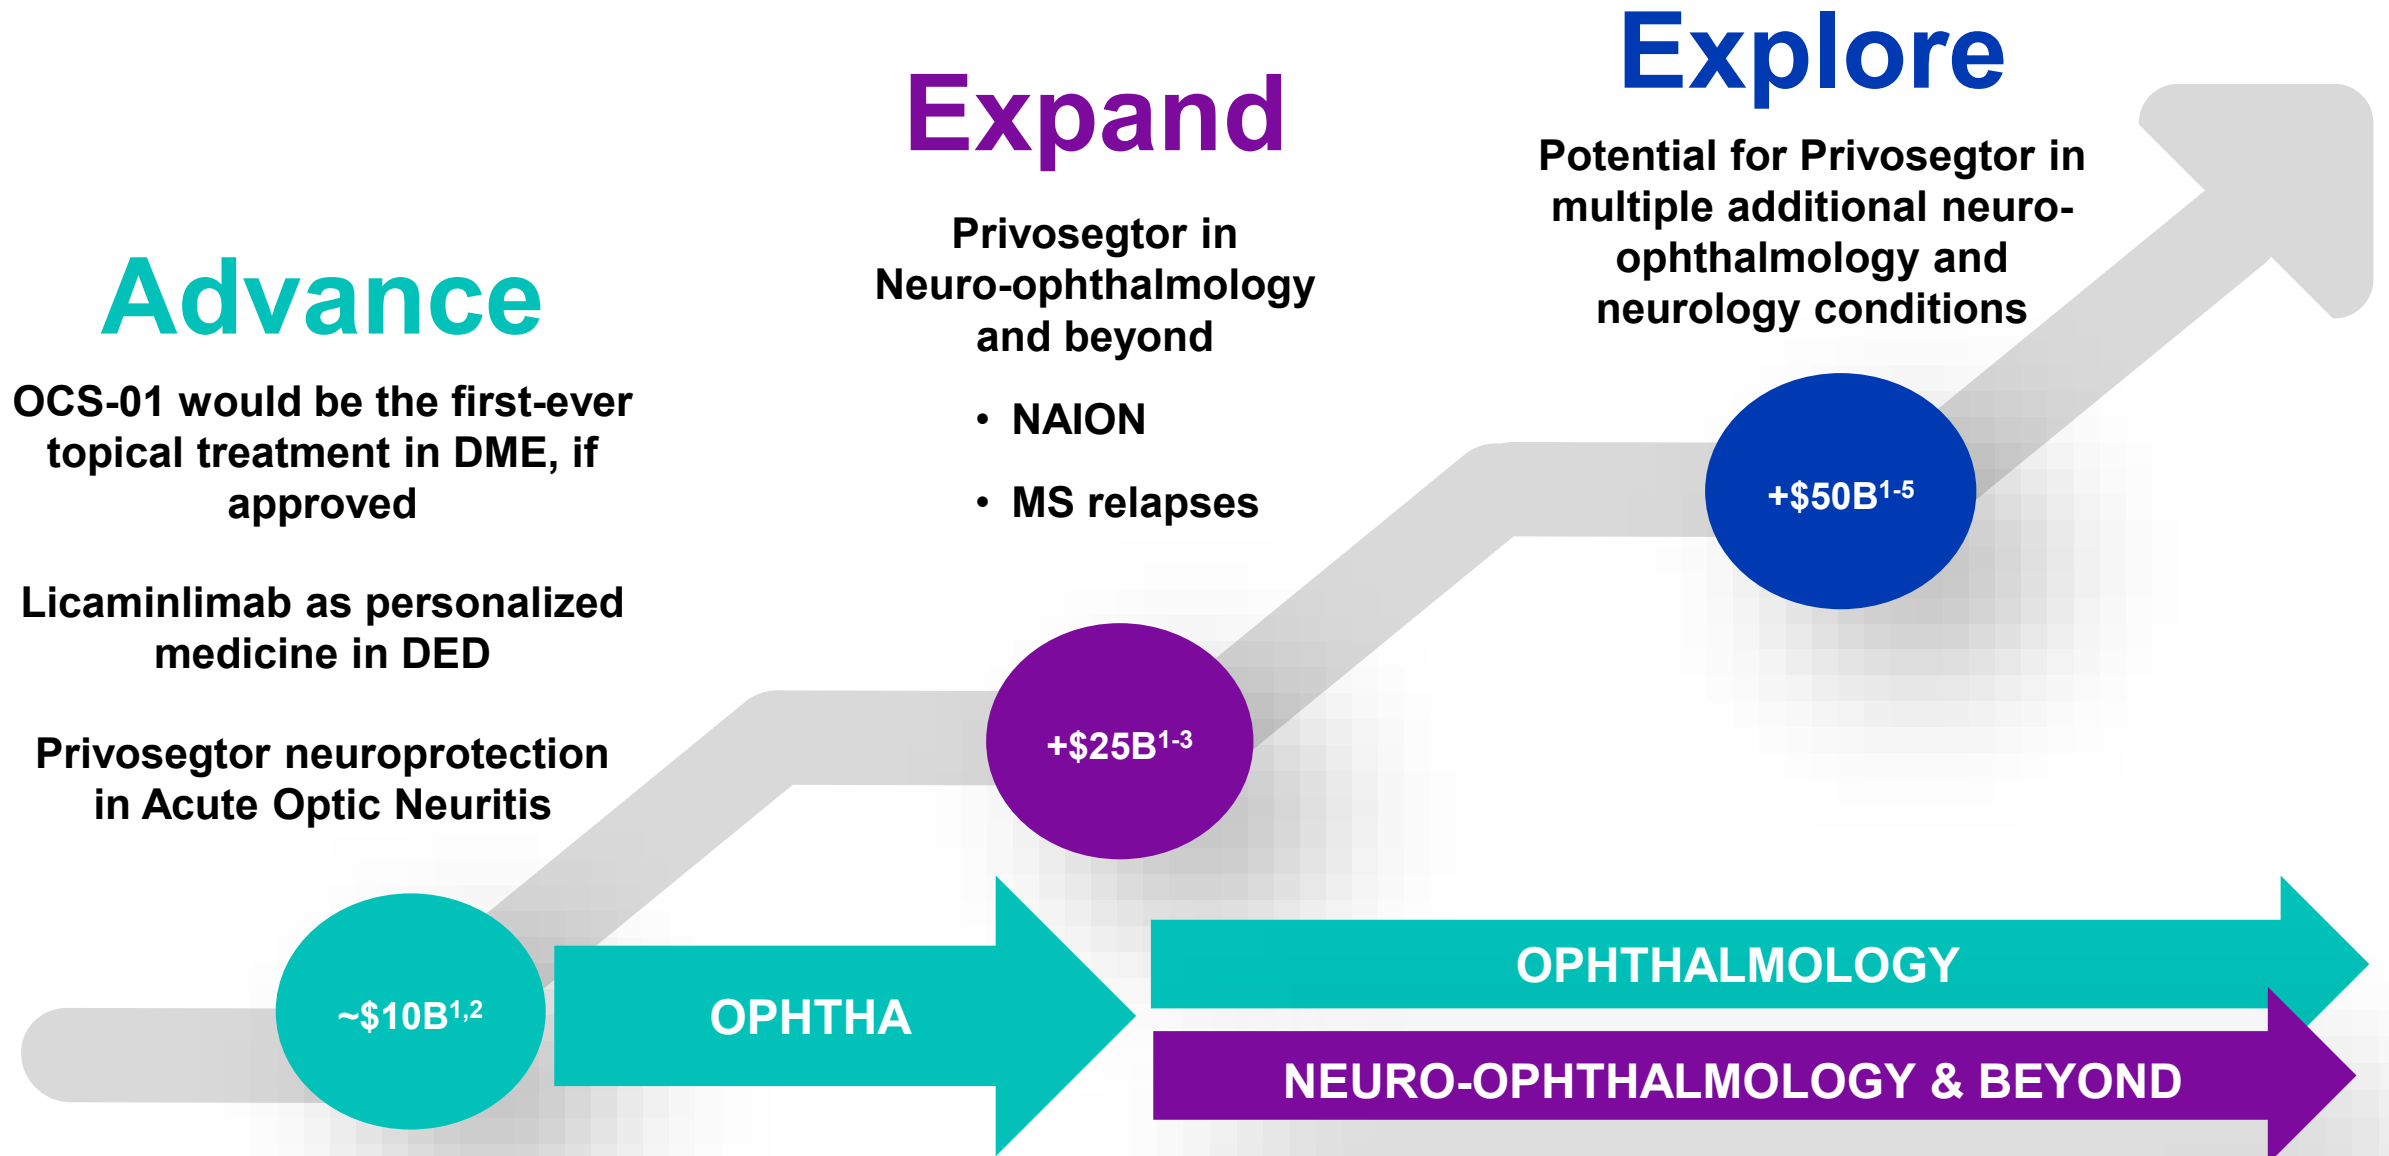 Advance
OCS-01 would be the first-ever
topical treatment in DME, if
approved
Licaminlimab as personalized
medicine in DED
Privosegtor neuroprotection
in Acute Optic Neuritis
~$10B1,2
Expand
Privosegtor in
Neuro-ophthalmology
and beyond
• NAION
• MS relapses
+$25B1-3
Explore
Potential for Privosegtor in
multiple additional neuro-
ophthalmology and
neurology conditions
+$50B1-5
OPHTHA
OPHTHALMOLOGY
NEURO-OPHTHALMOLOGY & BEYOND